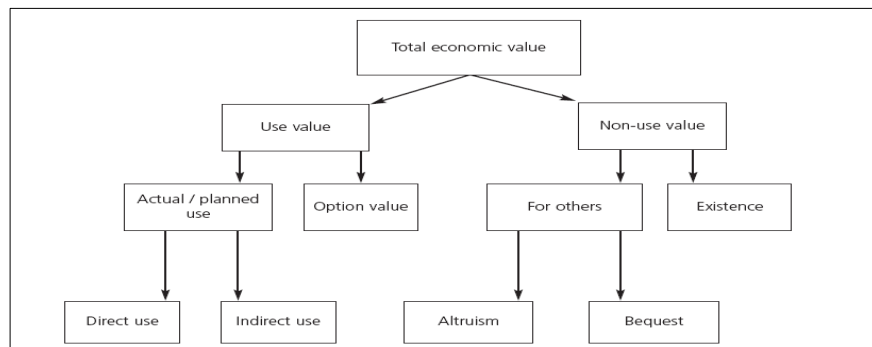 Total economic value
Use value
Non-use value
Actual / planned
use
Option value
For others
Existence
Direct use
Indirect use
Altruism
Bequest